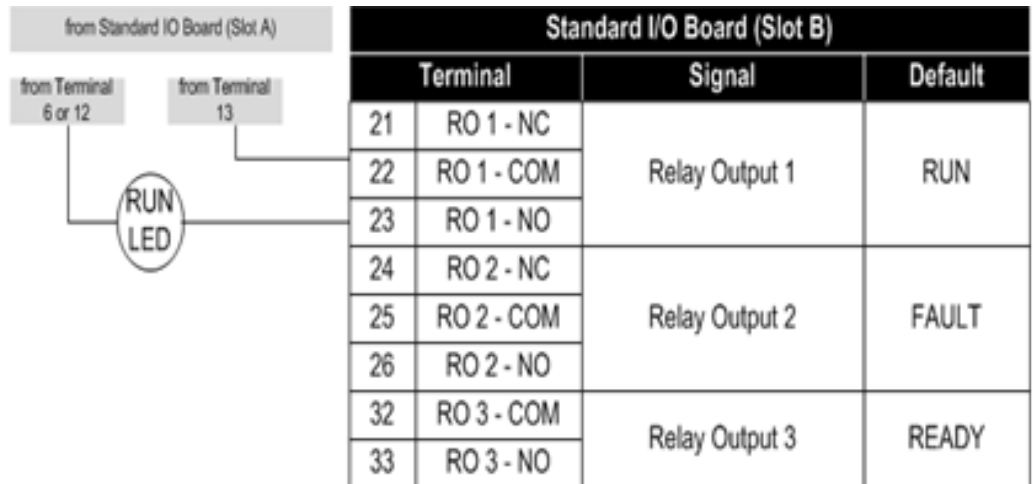 from Standard IO Board (Slot A)
from Terminal
6 or 12
from Terminal
13
RUN
LED
Standard I/O Board (Slot B)
Terminal Signal Default
21 RO 1 - NC
22 RO 1 - COM Relay Output 1 RUN
23 RO 1 - NO
24 RO 2 - NC
25 RO 2 - COM Relay Output 2 FAULT
26 RO 2 - NO
32 RO 3 - COM
Relay Output 3 READY
33 RO 3 - NO